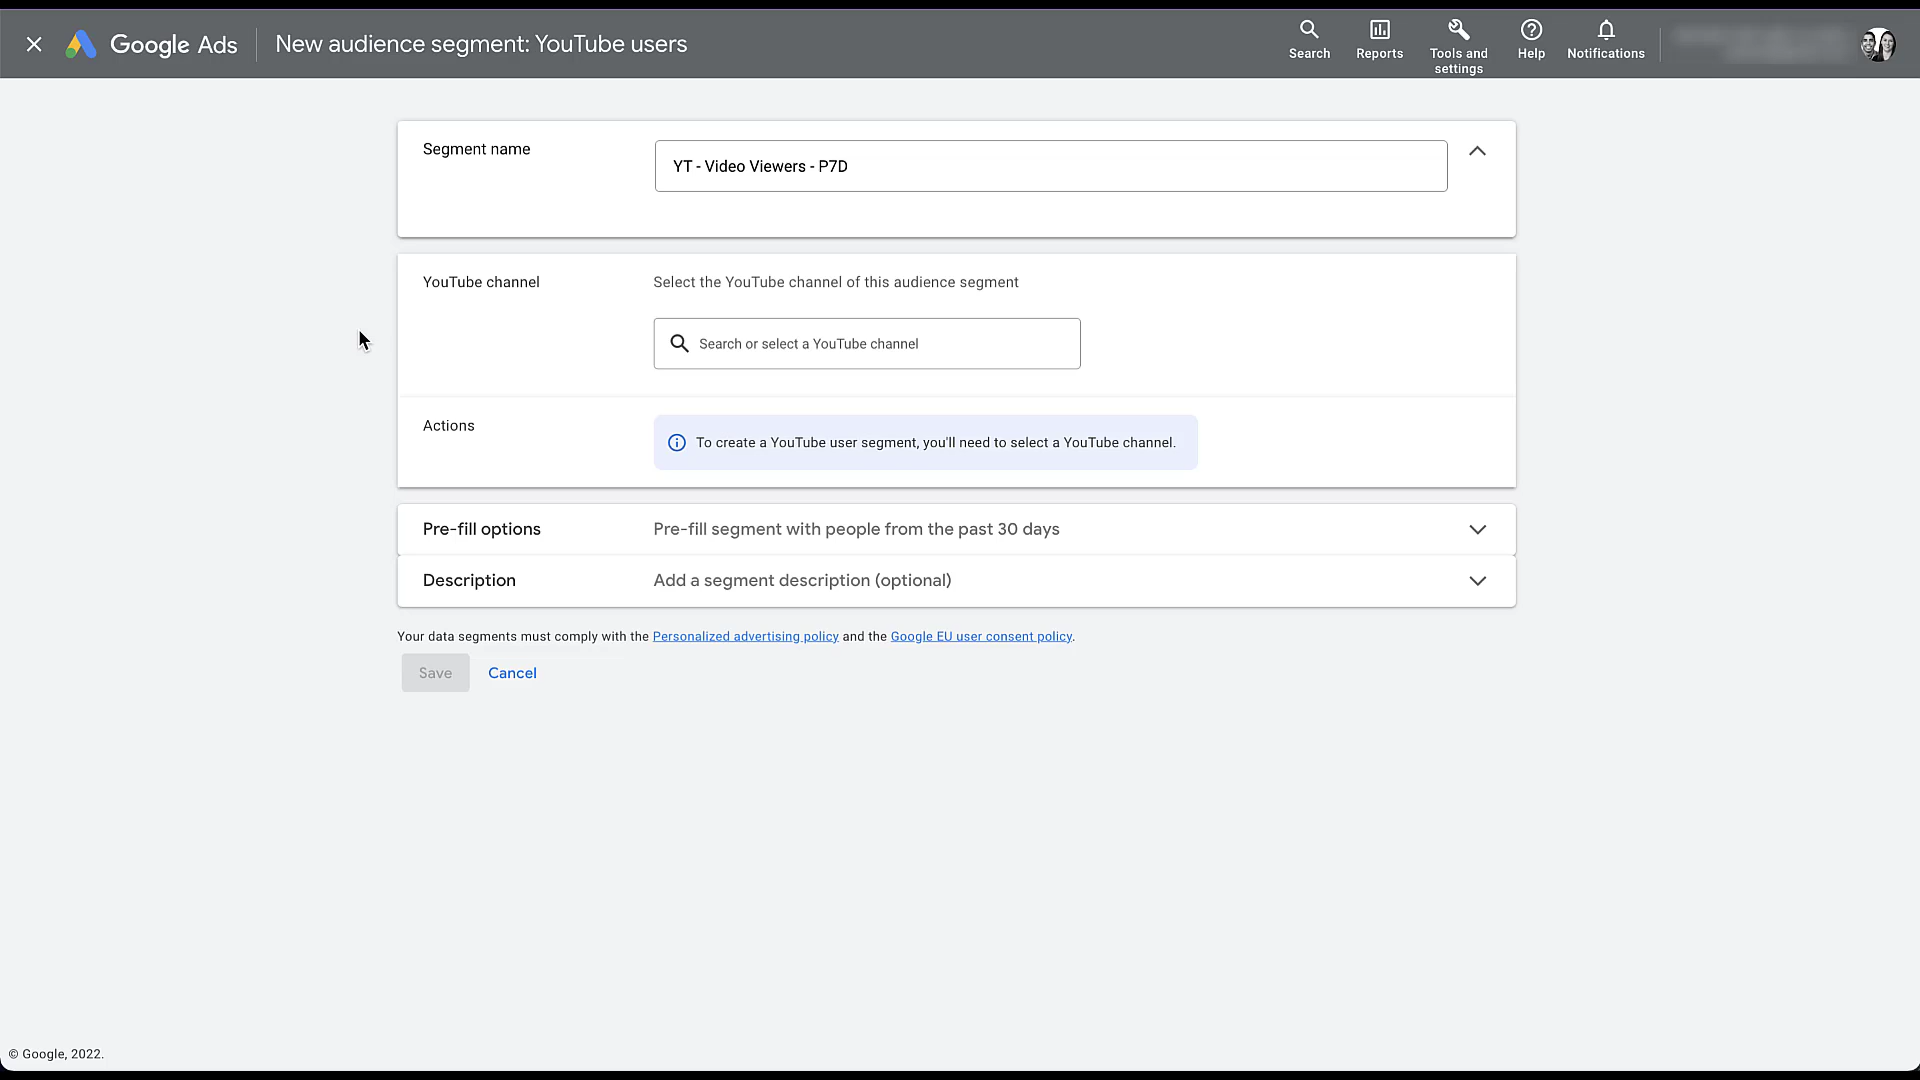 Google Ads
New audience segment: YouTube users
Search
Reports
Tools and
settings
Help
Notifications
Segment name
YT - Video Viewers - P7D
YouTube channel
Select the YouTube channel of this audience segment
Search or select a YouTube channel
Actions
To create a YouTube user segment, you'll need to select a YouTube channel.
Pre-fill options
Pre-fill segment with people from the past 30 days
Description
Add a segment description (optional)
Your data segments must comply with the Personalized advertising policy and the Google EU user consent policy.
Save
Cancel
© Google, 2022.